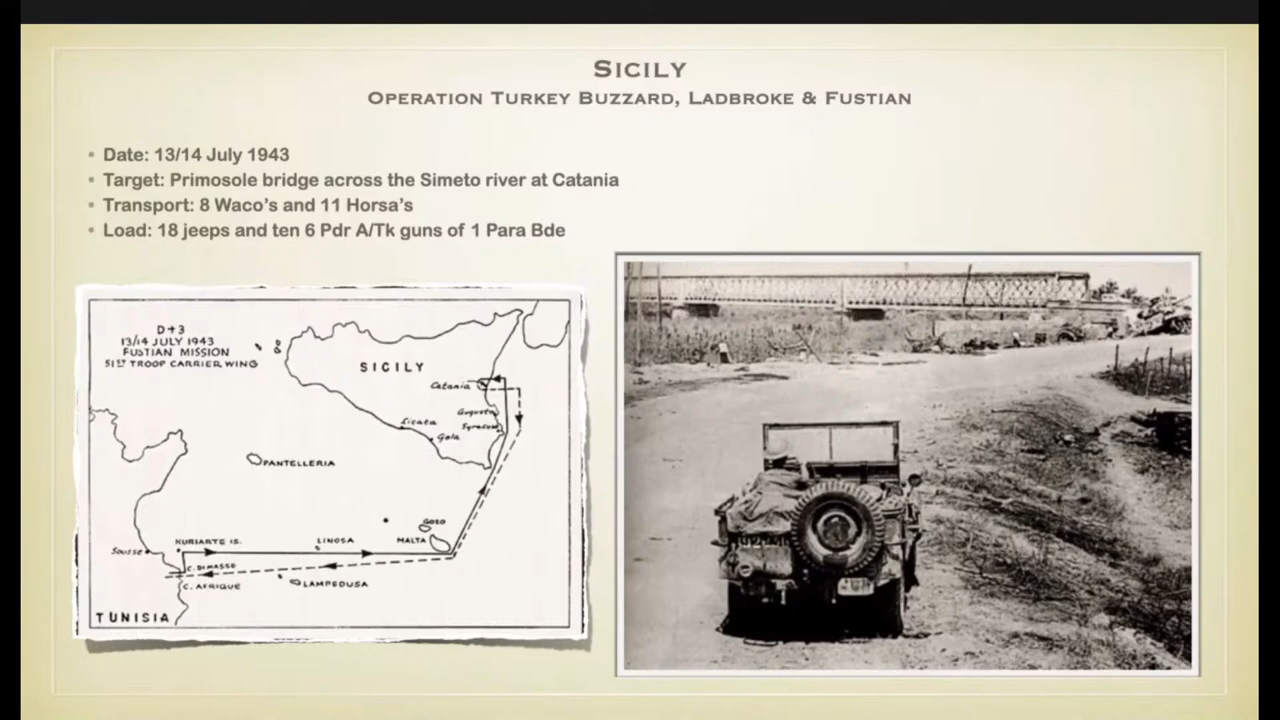 Sicily
Operation Turkey Buzzard, Ladbroke & Fustian
• Date: 13/14 July 1943
• Target: Primosole bridge across the Simeto river at Catania
• Transport: 8 Waco's and 11 Horsa's
• Load: 18 jeeps and ten 6 Pdr A/Tk guns of 1 Para Bde
D+3
13/14 JULY 1943
FUSTIAN MISSION
51ST TROOP CARRIER WING
SICILY
Catania
Augusta
Licata
Syracuse
Gela
PANTELLERIA
GOZO
KURIATE IS.
LINOSA
MALTA
Sousse
C. DIMASSO
C. AFRIQUE
LAMPEDUSA
TUNISIA